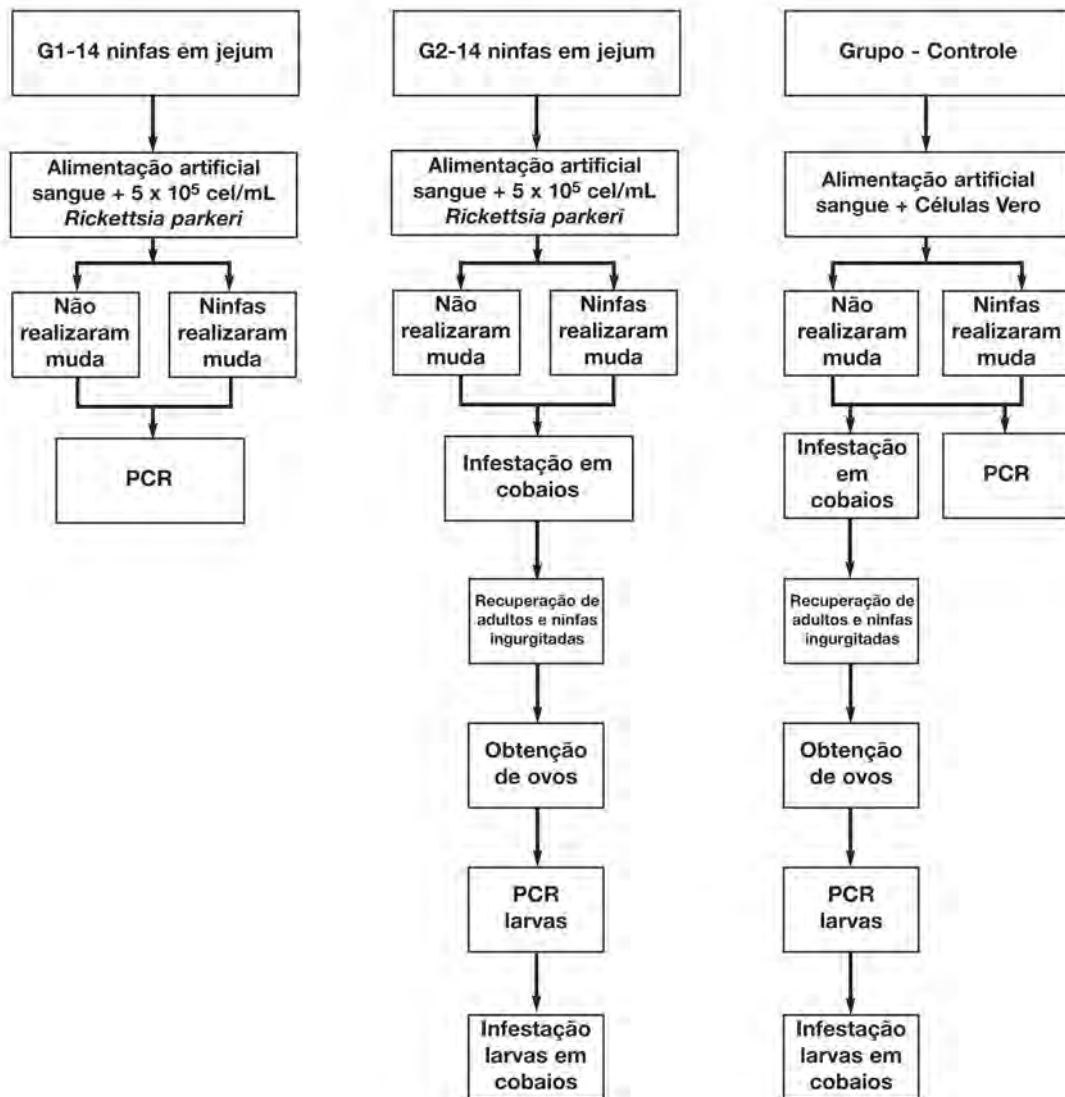 G1-14 ninfas em jejum
Alimentação artificial
sangue + 5 x 10⁵ cel/mL
Rickettsia parkeri
Não
realizaram
muda
Ninfas
realizaram
muda
PCR
G2-14 ninfas em jejum
Alimentação artificial
sangue + 5 x 10⁵ cel/mL
Rickettsia parkeri
Não
realizaram
muda
Ninfas
realizaram
muda
Infestação em
cobaios
Recuperação de
adultos e ninfas
ingurgitadas
Obtenção
de ovos
PCR
larvas
Infestação
larvas em
cobaios
Grupo - Controle
Alimentação artificial
sangue + Células Vero
Não
realizaram
muda
Ninfas
realizaram
muda
Infestação
em
cobaios
PCR
Recuperação de
adultos e ninfas
ingurgitadas
Obtenção
de ovos
PCR
larvas
Infestação
larvas em
cobaios